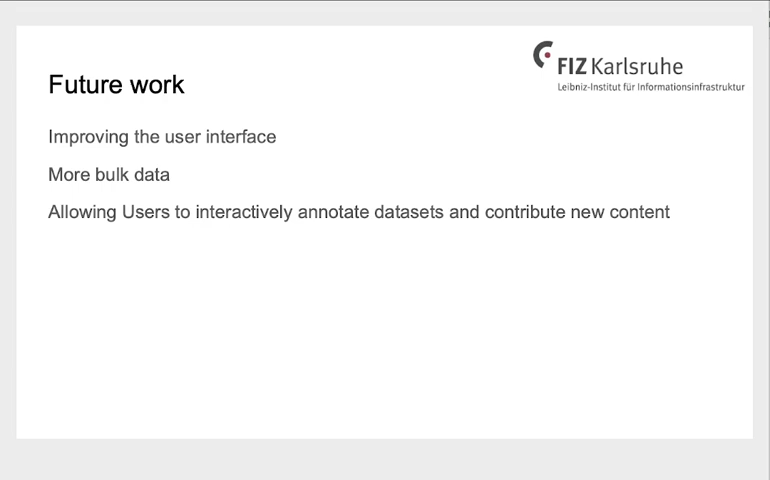 FIZ Karlsruhe
Leibniz-Institut für Informationsinfrastruktur
Future work
Improving the user interface
More bulk data
Allowing Users to interactively annotate datasets and contribute new content